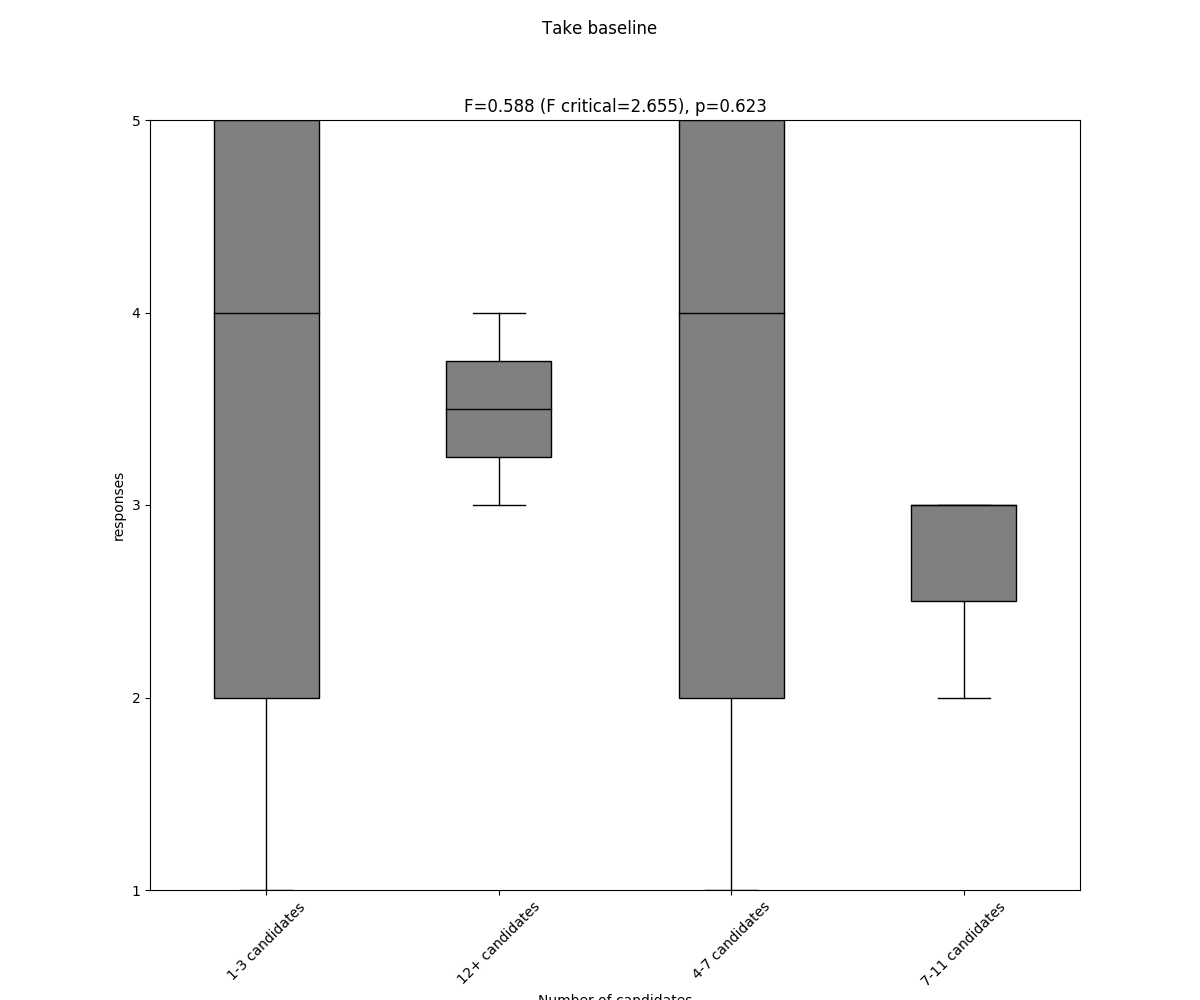 Take baseline
F=0.588 (F critical=2.655), p=0.623
5
4
3
2
1
responses
1-3 candidates
12+ candidates
4-7 candidates
7-11 candidates
Number of candidates